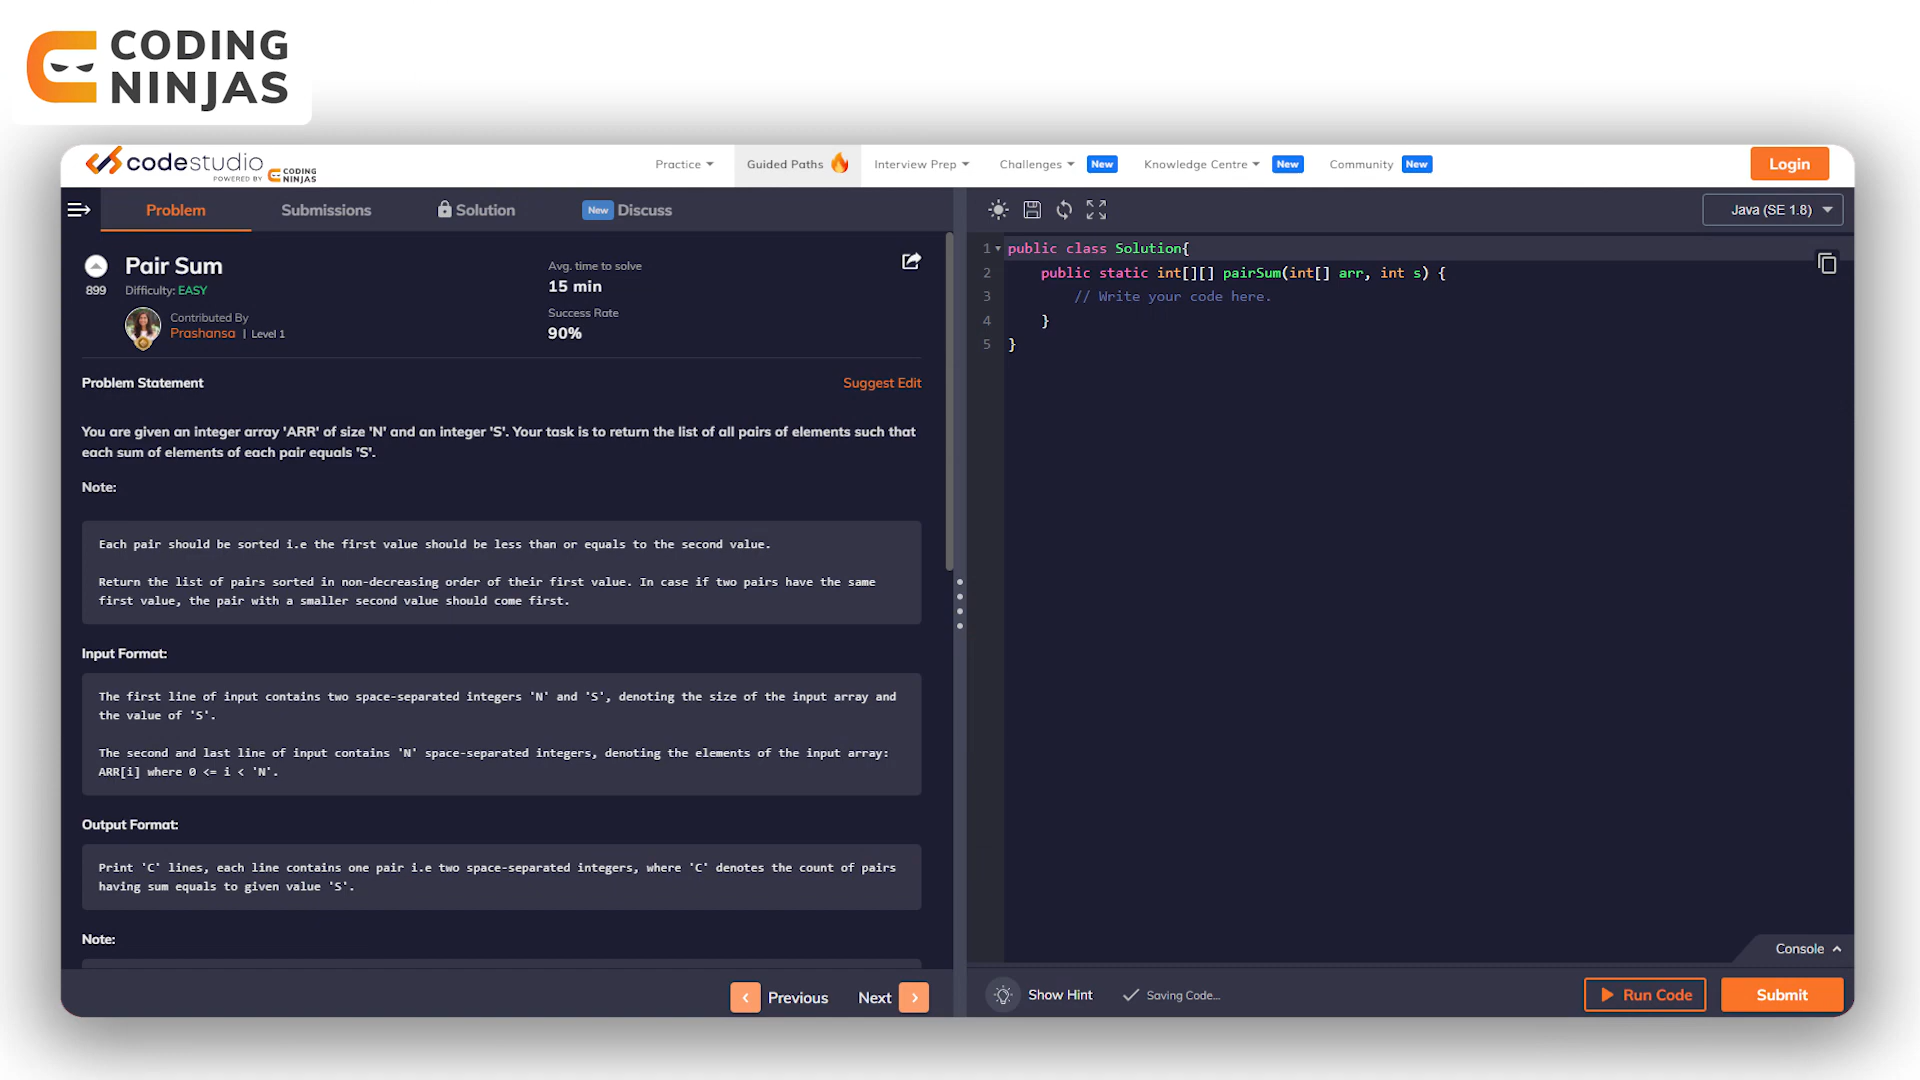 CODING
NINJAS
codestudio
POWERED BY CODING NINJAS
Practice
Guided Paths
Interview Prep
Challenges New
Knowledge Centre New
Community New
Login
Problem
Submissions
Solution
New Discuss
Java (SE 1.8)
Pair Sum
899
Difficulty: EASY
Contributed By
Prashansa | Level 1
Avg. time to solve
15 min
Success Rate
90%
Problem Statement
Suggest Edit
You are given an integer array 'ARR' of size 'N' and an integer 'S'. Your task is to return the list of all pairs of elements such that
each sum of elements of each pair equals 'S'.
Note:
Each pair should be sorted i.e the first value should be less than or equals to the second value.
Return the list of pairs sorted in non-decreasing order of their first value. In case if two pairs have the same
first value, the pair with a smaller second value should come first.
Input Format:
The first line of input contains two space-separated integers 'N' and 'S', denoting the size of the input array and
the value of 'S'.
The second and last line of input contains 'N' space-separated integers, denoting the elements of the input array:
ARR[i] where 0 <= i < 'N'.
Output Format:
Print 'C' lines, each line contains one pair i.e two space-separated integers, where 'C' denotes the count of pairs
having sum equals to given value 'S'.
Note:
Previous
Next
1 public class Solution{
2 public static int[][] pairSum(int[] arr, int s) {
3 // Write your code here.
4 }
5 }
Console
Show Hint
Saving Code...
Run Code
Submit